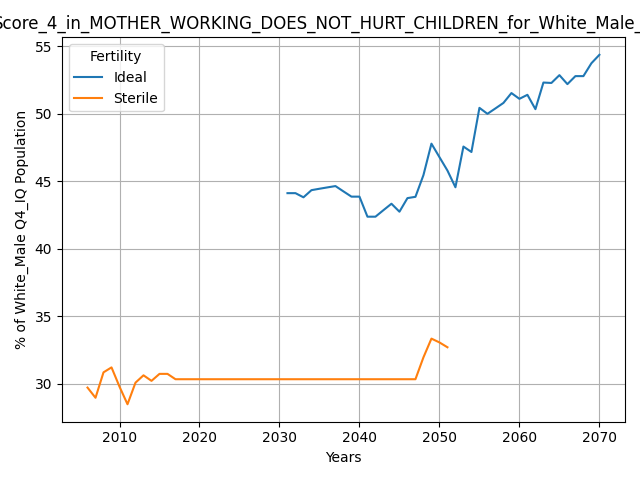 Score_4_in_MOTHER_WORKING_DOES_NOT_HURT_CHILDREN_for_White_Male_
Fertility
Ideal
Sterile
% of White_Male Q4_IQ Population
55
50
45
40
35
30
2010 2020 2030 2040 2050 2060 2070
Years